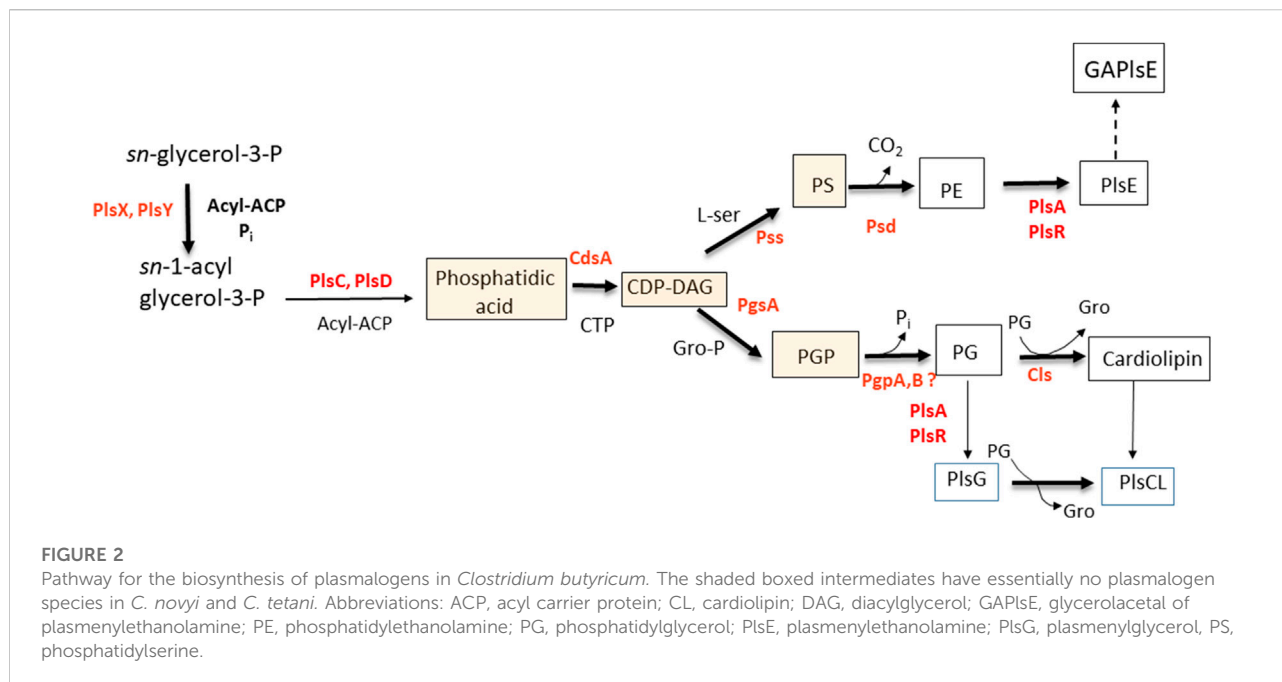 GAPlsE
sn-glycerol-3-P
CO2
PS
PE
PlsE
PlsX, PlsY
Acyl-ACP
Pi
L-ser
Pss
Psd
PlsA
PlsR
sn-1-acyl
glycerol-3-P
PlsC, PlsD
Acyl-ACP
Phosphatidic
acid
CdsA
CTP
CDP-DAG
PgsA
Gro-P
PGP
Pi
PgpA,B ?
PG
PG
Gro
Cls
Cardiolipin
PlsA
PlsR
PlsG
PG
Gro
PlsCL
FIGURE 2
Pathway for the biosynthesis of plasmalogens in Clostridium butyricum. The shaded boxed intermediates have essentially no plasmalogen
species in C. novyi and C. tetani. Abbreviations: ACP, acyl carrier protein; CL, cardiolipin; DAG, diacylglycerol; GAPlsE, glycerolacetal of
plasmenylethanolamine; PE, phosphatidylethanolamine; PG, phosphatidylglycerol; PlsE, plasmenylethanolamine; PlsG, plasmenylglycerol, PS,
phosphatidylserine.